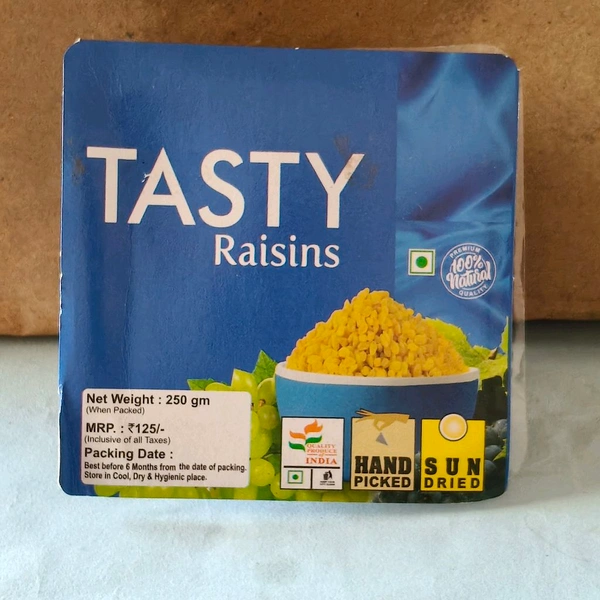 TASTY
Raisins
PREMIUM
100%
Natural
QUALITY
Net Weight : 250 gm
(When Packed)
MRP. : ₹125/-
(Inclusive of all Taxes)
Packing Date :
Best before 6 Months from the date of packing.
Store in Cool, Dry & Hygienic place.
QUALITY
PRODUCE
INDIA
HAND
PICKED
SUN
DRIED